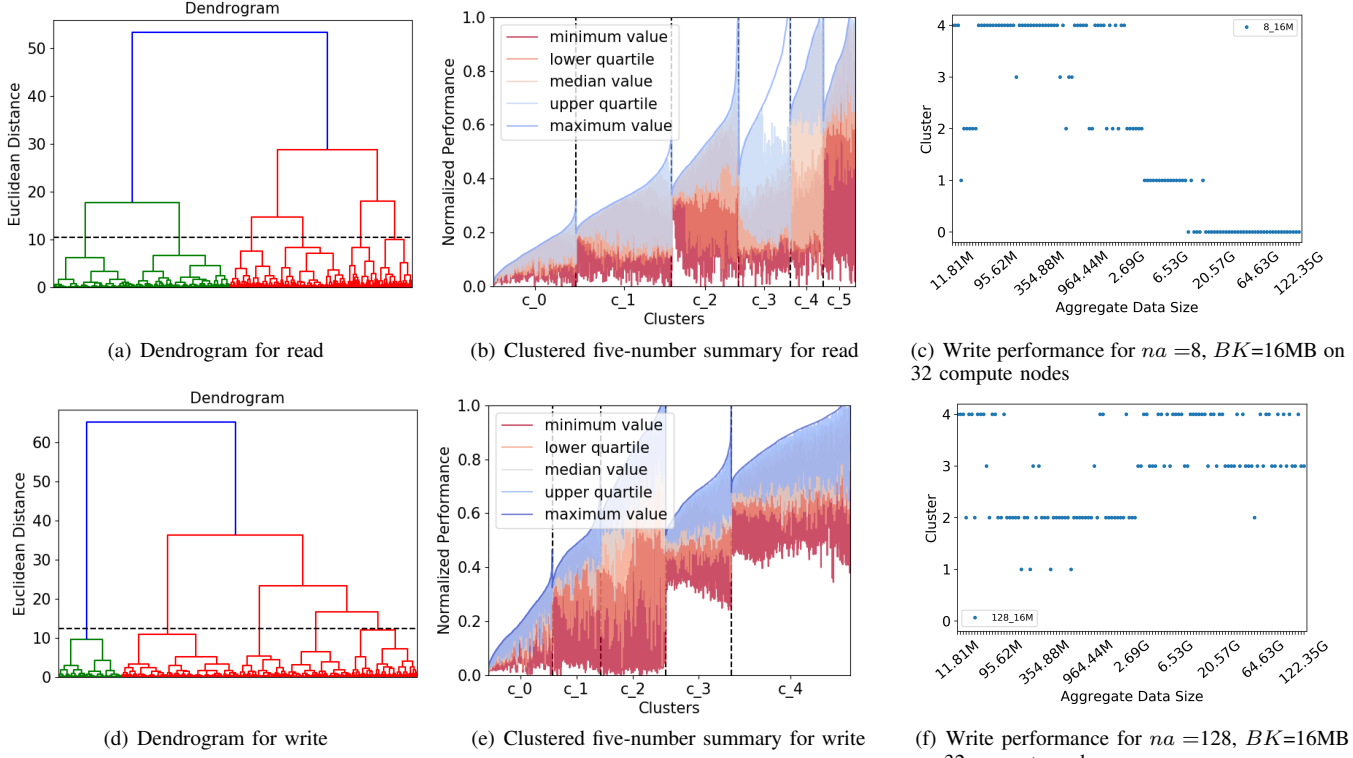 Dendrogram
Euclidean Distance
50
40
30
20
10
0
(a) Dendrogram for read
Normalized Performance
1.0
0.8
0.6
0.4
0.2
0.0
minimum value
lower quartile
median value
upper quartile
maximum value
c_0 c_1 c_2 c_3 c_4 c_5
Clusters
(b) Clustered five-number summary for read
Cluster
4
3
2
1
0
8_16M
11.81M 95.62M 354.88M 964.44M 2.69G 6.53G 20.57G 64.63G 122.35G
Aggregate Data Size
(c) Write performance for na =8, BK=16MB on
32 compute nodes
Dendrogram
Euclidean Distance
60
50
40
30
20
10
0
(d) Dendrogram for write
Normalized Performance
1.0
0.8
0.6
0.4
0.2
0.0
minimum value
lower quartile
median value
upper quartile
maximum value
c_0 c_1 c_2 c_3 c_4
Clusters
(e) Clustered five-number summary for write
Cluster
4
3
2
1
0
128_16M
11.81M 95.62M 354.88M 964.44M 2.69G 6.53G 20.57G 64.63G 122.35G
Aggregate Data Size
(f) Write performance for na =128, BK=16MB